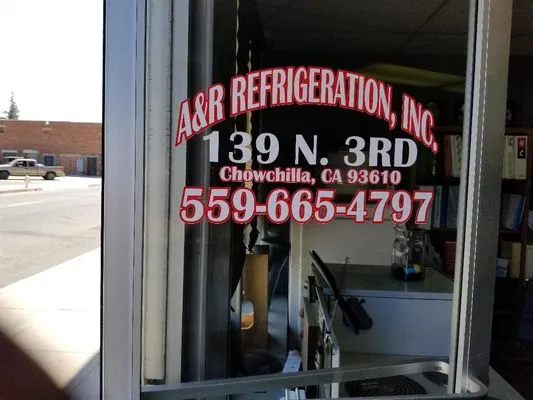 A&R REFRIGERATION, INC.
139 N. 3RD
Chowchilla, CA 93610
559-665-4797